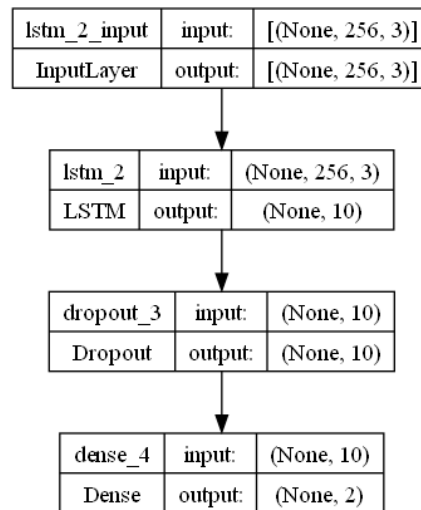 lstm_2_input input: [(None, 256, 3)]
InputLayer output: [(None, 256, 3)]
lstm_2 input: (None, 256, 3)
LSTM output: (None, 10)
dropout_3 input: (None, 10)
Dropout output: (None, 10)
dense_4 input: (None, 10)
Dense output: (None, 2)